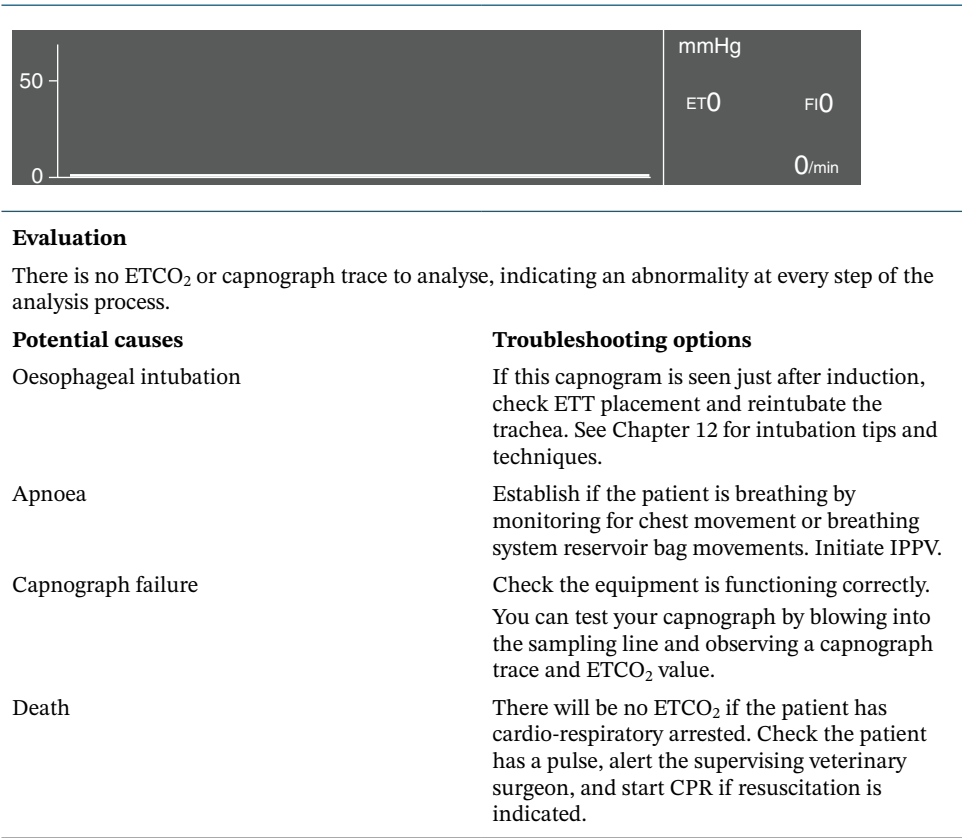 mmHg
50
ET0 FI0
0
0/min
Evaluation
There is no ETCO₂ or capnograph trace to analyse, indicating an abnormality at every step of the
analysis process.
Potential causes Troubleshooting options
Oesophageal intubation If this capnogram is seen just after induction,
check ETT placement and reintubate the
trachea. See Chapter 12 for intubation tips and
techniques.
Apnoea Establish if the patient is breathing by
monitoring for chest movement or breathing
system reservoir bag movements. Initiate IPPV.
Capnograph failure Check the equipment is functioning correctly.
You can test your capnograph by blowing into
the sampling line and observing a capnograph
trace and ETCO₂ value.
Death There will be no ETCO₂ if the patient has
cardio-respiratory arrested. Check the patient
has a pulse, alert the supervising veterinary
surgeon, and start CPR if resuscitation is
indicated.